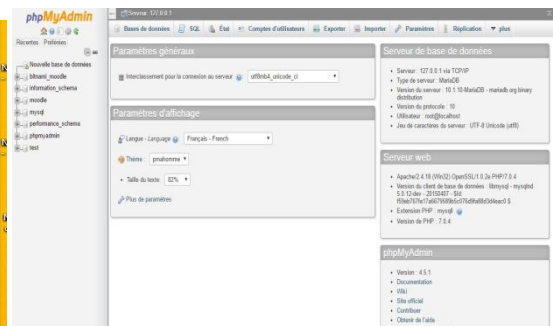 phpMyAdmin
Récentes Préférées
Nouvelle base de données
bitnami_moodle
information_schema
moodle
mysql
performance_schema
phpmyadmin
test
Serveur: 127.0.0.1
Bases de données SQL État Comptes d'utilisateurs Exporter Importer Paramètres Réplication plus
Paramètres généraux
Interclassement pour la connexion au serveur utf8mb4_unicode_ci
Paramètres d'affichage
Langue - Language Français - French
Thème : pmahomme
Taille du texte: 82%
Plus de paramètres
Serveur de base de données
Serveur : 127.0.0.1 via TCP/IP
Type de serveur : MariaDB
Version du serveur : 10.1.10-MariaDB - mariadb.org binary
distribution
Version du protocole : 10
Utilisateur : root@localhost
Jeu de caractères du serveur : UTF-8 Unicode (utf8)
Serveur web
Apache/2.4.18 (Win32) OpenSSL/1.0.2e PHP/7.0.4
Version du client de base de données : libmysql - mysqlnd
5.0.12-dev - 20150407 - $Id:
Extension PHP : mysqli
Version de PHP : 7.0.4
phpMyAdmin
Version : 4.5.1
Documentation
Wiki
Site officiel
Contribuer
Obtenir de l'aide